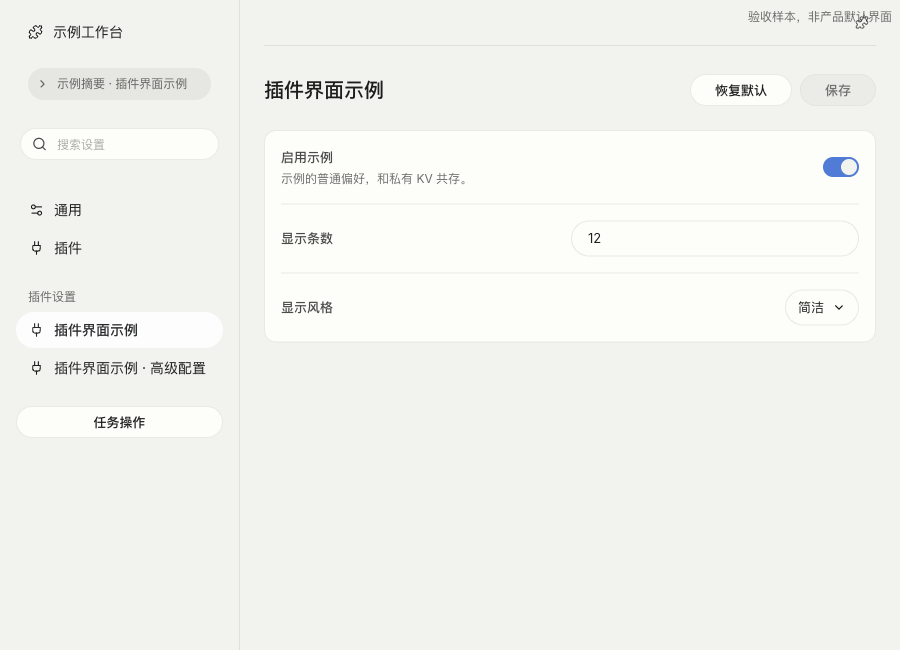 验收样本，非产品默认界面
示例工作台
示例摘要 · 插件界面示例
搜索设置
通用
插件
插件设置
插件界面示例
插件界面示例 · 高级配置
任务操作
插件界面示例
恢复默认
保存
启用示例
示例的普通偏好，和私有 KV 共存。
显示条数
12
显示风格
简洁